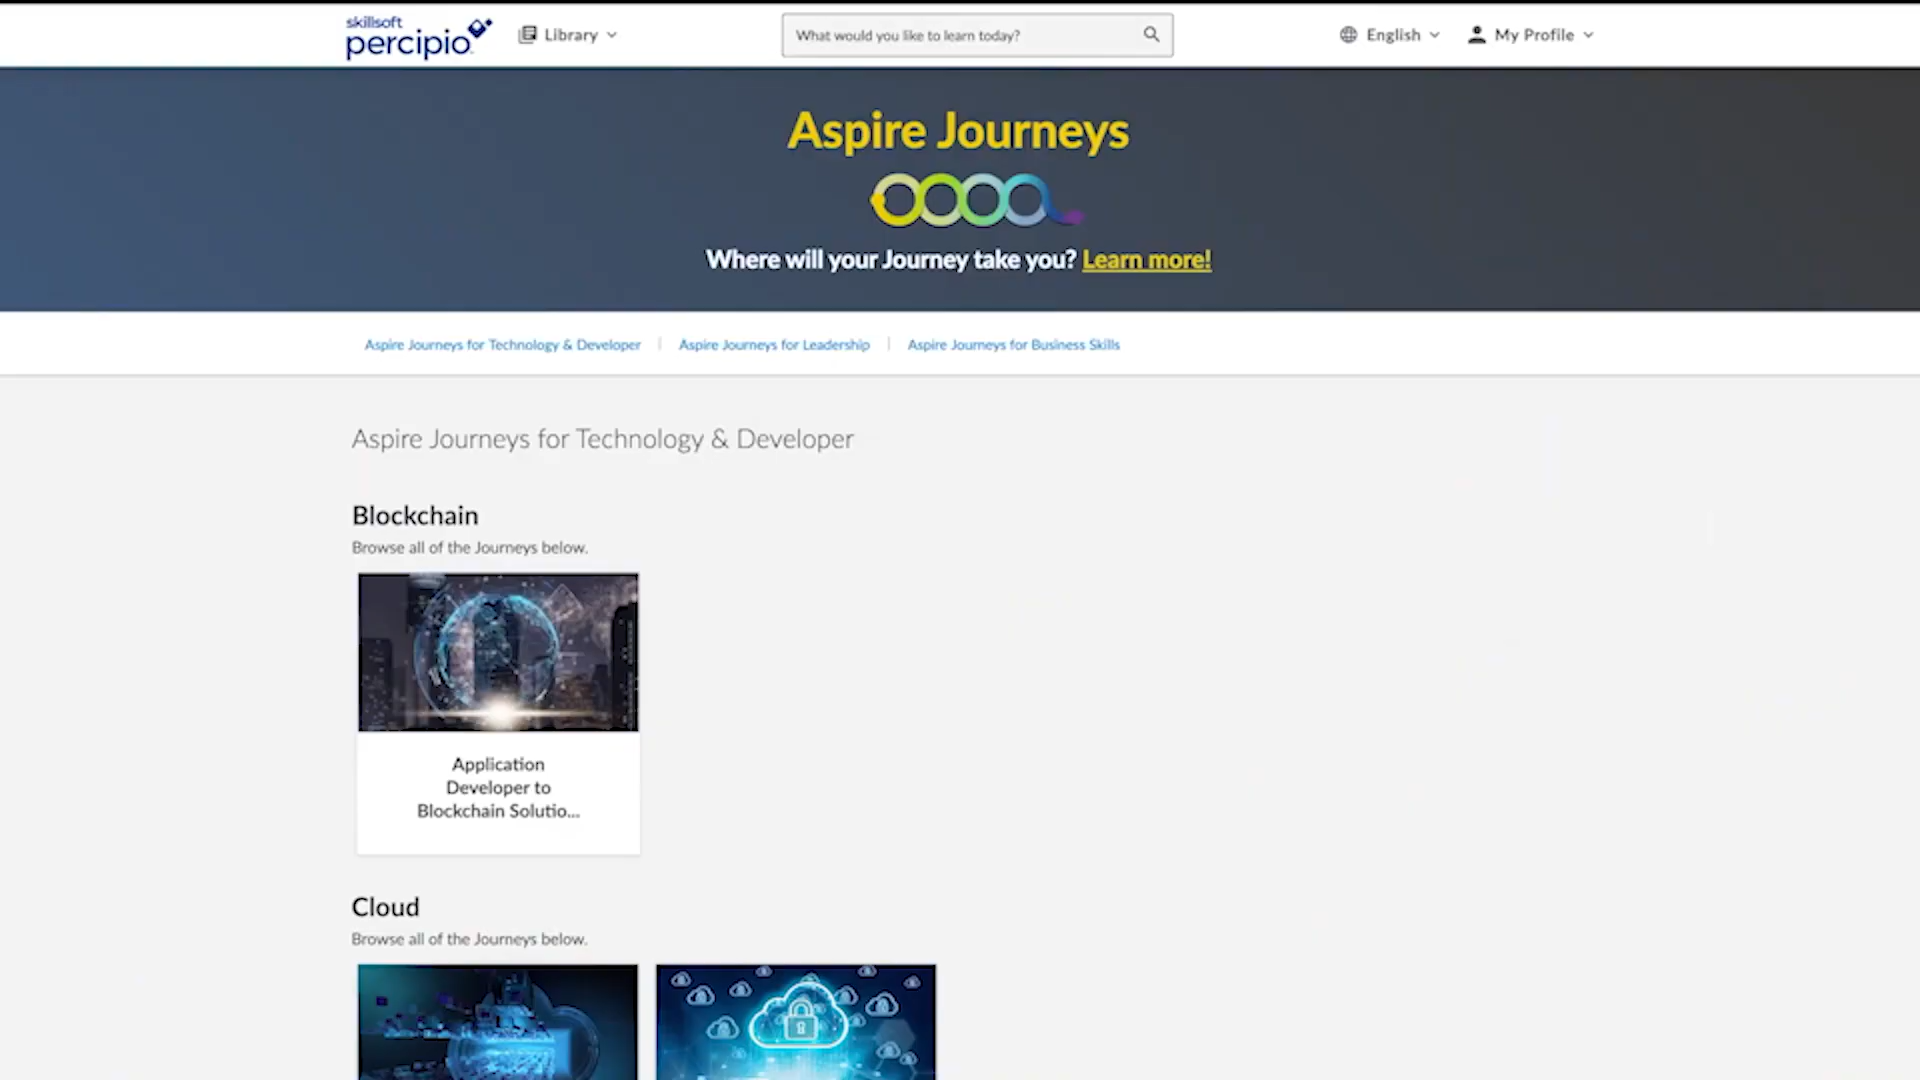 skillsoft
percipio
Library
What would you like to learn today?
English
My Profile
Aspire Journeys
Where will your Journey take you? Learn more!
Aspire Journeys for Technology & Developer
Aspire Journeys for Leadership
Aspire Journeys for Business Skills
Aspire Journeys for Technology & Developer
Blockchain
Browse all of the Journeys below.
Application
Developer to
Blockchain Solutio...
Cloud
Browse all of the Journeys below.